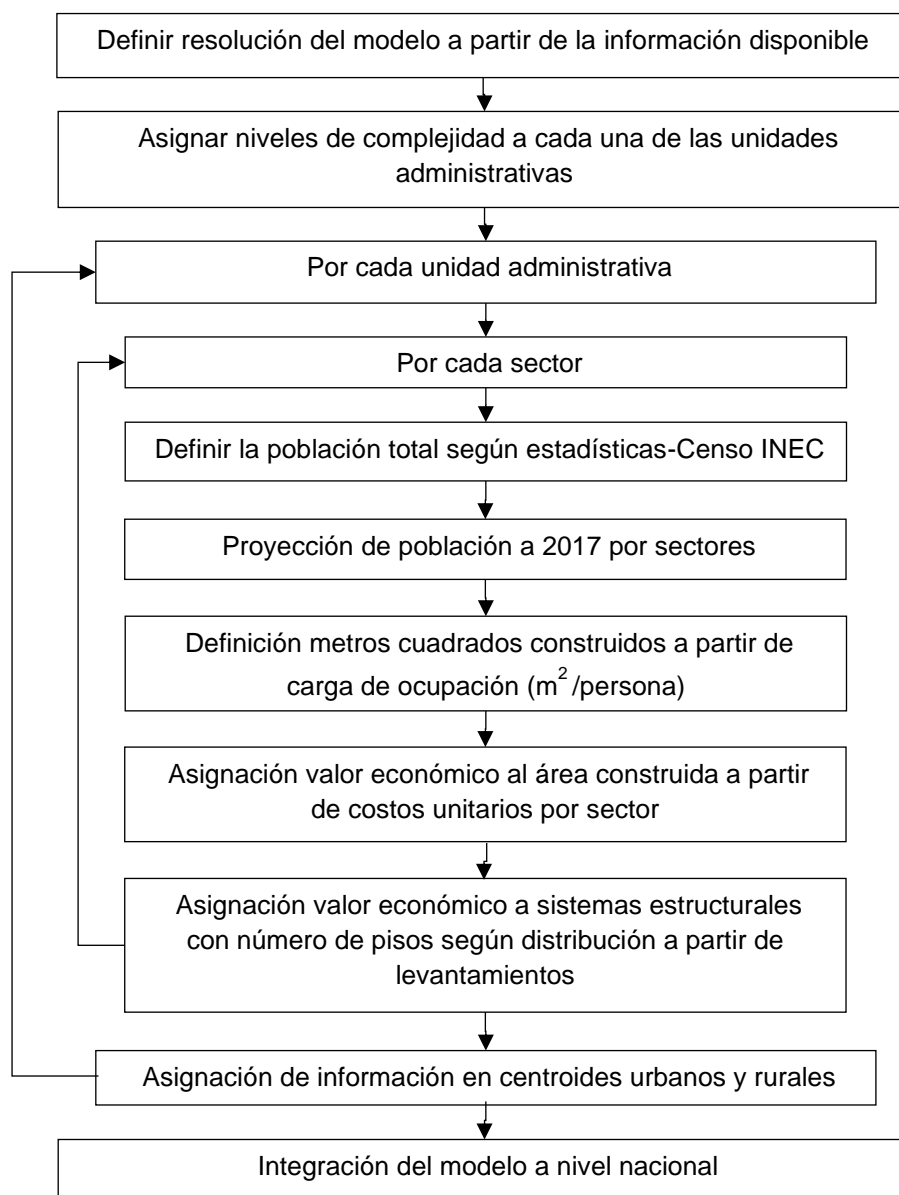 Definir resolución del modelo a partir de la información disponible
Asignar niveles de complejidad a cada una de las unidades
administrativas
Por cada unidad administrativa
Por cada sector
Definir la población total según estadísticas-Censo INEC
Proyección de población a 2017 por sectores
Definición metros cuadrados construidos a partir de
carga de ocupación (m²/persona)
Asignación valor económico al área construida a partir
de costos unitarios por sector
Asignación valor económico a sistemas estructurales
con número de pisos según distribución a partir de
levantamientos
Asignación de información en centroides urbanos y rurales
Integración del modelo a nivel nacional